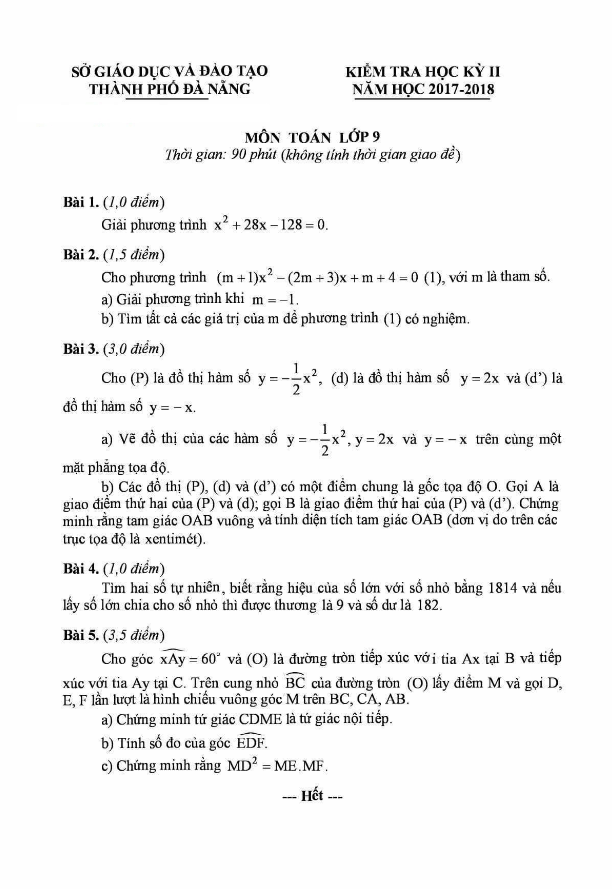 SỞ GIÁO DỤC VÀ ĐÀO TẠO
THÀNH PHỐ ĐÀ NẴNG
KIỂM TRA HỌC KỲ II
NĂM HỌC 2017-2018
MÔN TOÁN LỚP 9
Thời gian: 90 phút (không tính thời gian giao đề)
Bài 1. (1,0 điểm)
Giải phương trình x² + 28x − 128 = 0.
Bài 2. (1,5 điểm)
Cho phương trình (m + 1)x² − (2m + 3)x + m + 4 = 0 (1), với m là tham số.
a) Giải phương trình khi m = −1.
b) Tìm tất cả các giá trị của m để phương trình (1) có nghiệm.
Bài 3. (3,0 điểm)
Cho (P) là đồ thị hàm số y = −1/2 x², (d) là đồ thị hàm số y = 2x và (d') là
đồ thị hàm số y = − x.
a) Vẽ đồ thị của các hàm số y = −1/2 x², y = 2x và y = − x trên cùng một
mặt phẳng tọa độ.
b) Các đồ thị (P), (d) và (d') có một điểm chung là gốc tọa độ O. Gọi A là
giao điểm thứ hai của (P) và (d); gọi B là giao điểm thứ hai của (P) và (d'). Chứng
minh rằng tam giác OAB vuông và tính diện tích tam giác OAB (đơn vị đo trên các
trục tọa độ là xentimét).
Bài 4. (1,0 điểm)
Tìm hai số tự nhiên, biết rằng hiệu của số lớn với số nhỏ bằng 1814 và nếu
lấy số lớn chia cho số nhỏ thì được thương là 9 và số dư là 182.
Bài 5. (3,5 điểm)
Cho góc xAy = 60° và (O) là đường tròn tiếp xúc với tia Ax tại B và tiếp
xúc với tia Ay tại C. Trên cung nhỏ BC của đường tròn (O) lấy điểm M và gọi D,
E, F lần lượt là hình chiếu vuông góc M trên BC, CA, AB.
a) Chứng minh tứ giác CDME là tứ giác nội tiếp.
b) Tính số đo của góc EDF.
c) Chứng minh rằng MD² = ME.MF.
--- Hết ---